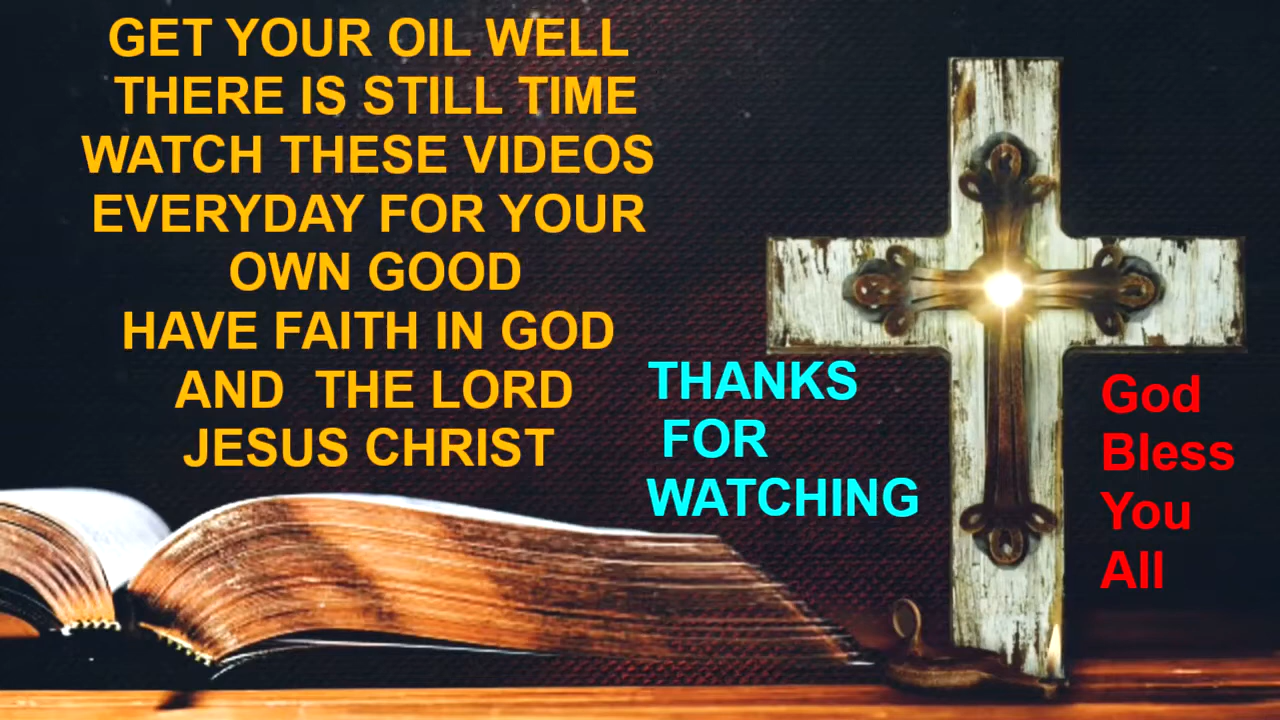 GET YOUR OIL WELL
THERE IS STILL TIME
WATCH THESE VIDEOS
EVERYDAY FOR YOUR
OWN GOOD
HAVE FAITH IN GOD
AND  THE LORD
JESUS CHRIST
THANKS
FOR
WATCHING
God
Bless
You
All